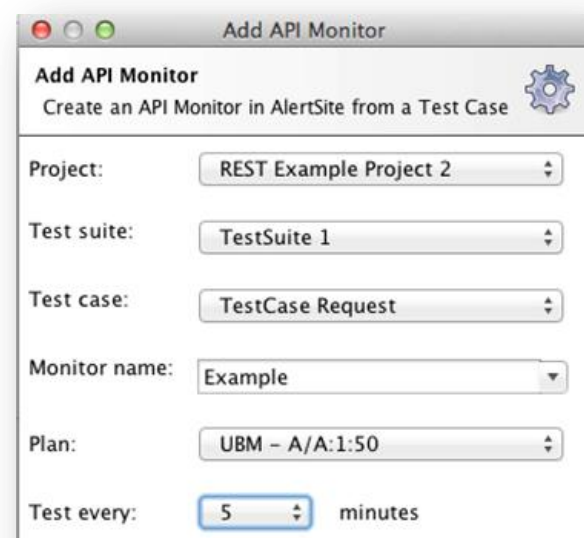 Add API Monitor
Add API Monitor
Create an API Monitor in AlertSite from a Test Case
Project: REST Example Project 2
Test suite: TestSuite 1
Test case: TestCase Request
Monitor name: Example
Plan: UBM – A/A:1:50
Test every: 5 minutes